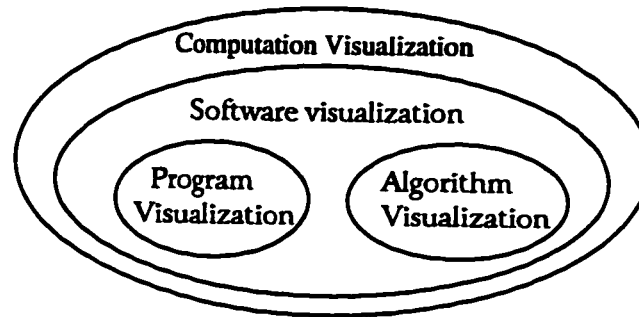 Computation Visualization
Software visualization
Program
Visualization
Algorithm
Visualization